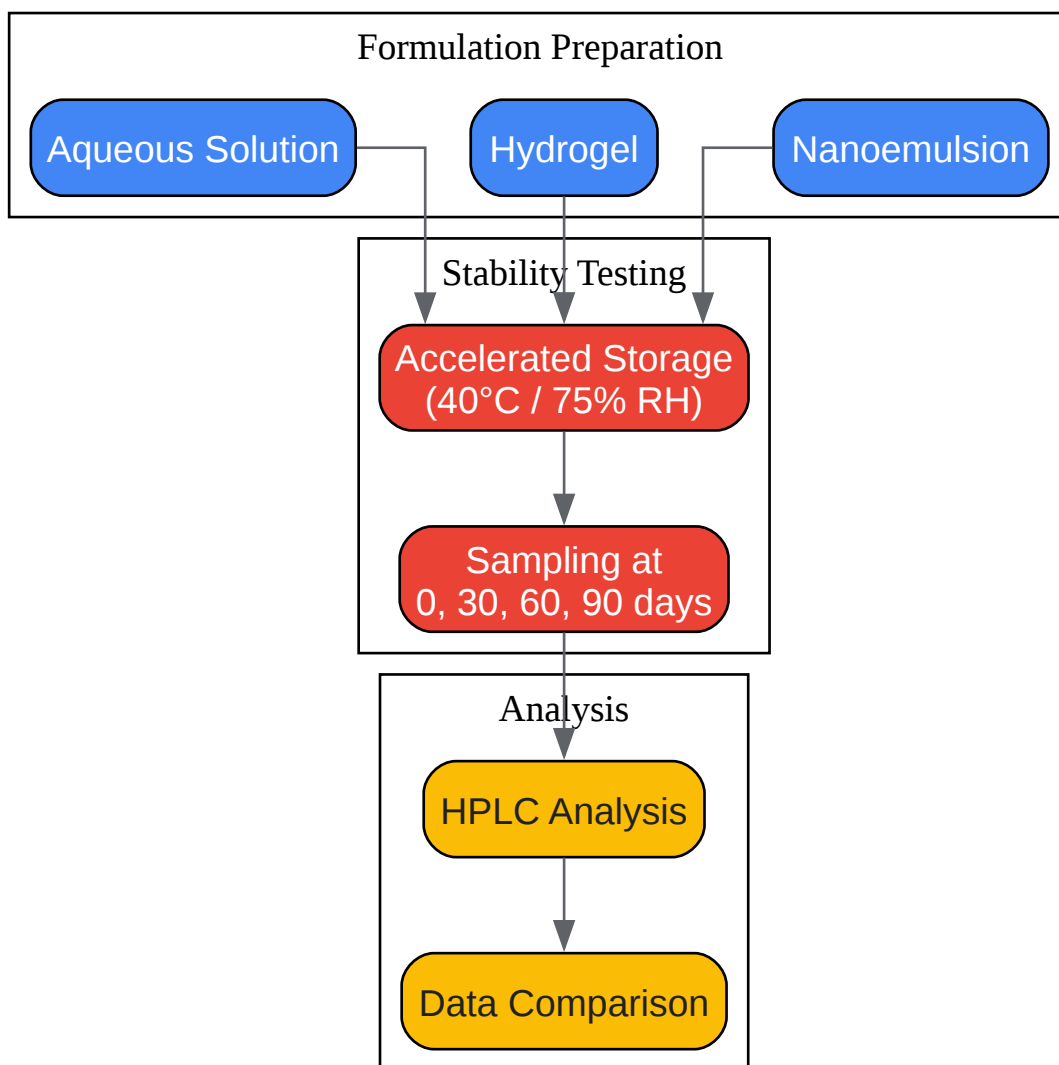 Formulation Preparation
Aqueous Solution
Hydrogel
Nanoemulsion
Stability Testing
Accelerated Storage
(40°C / 75% RH)
Sampling at
0, 30, 60, 90 days
Analysis
HPLC Analysis
Data Comparison